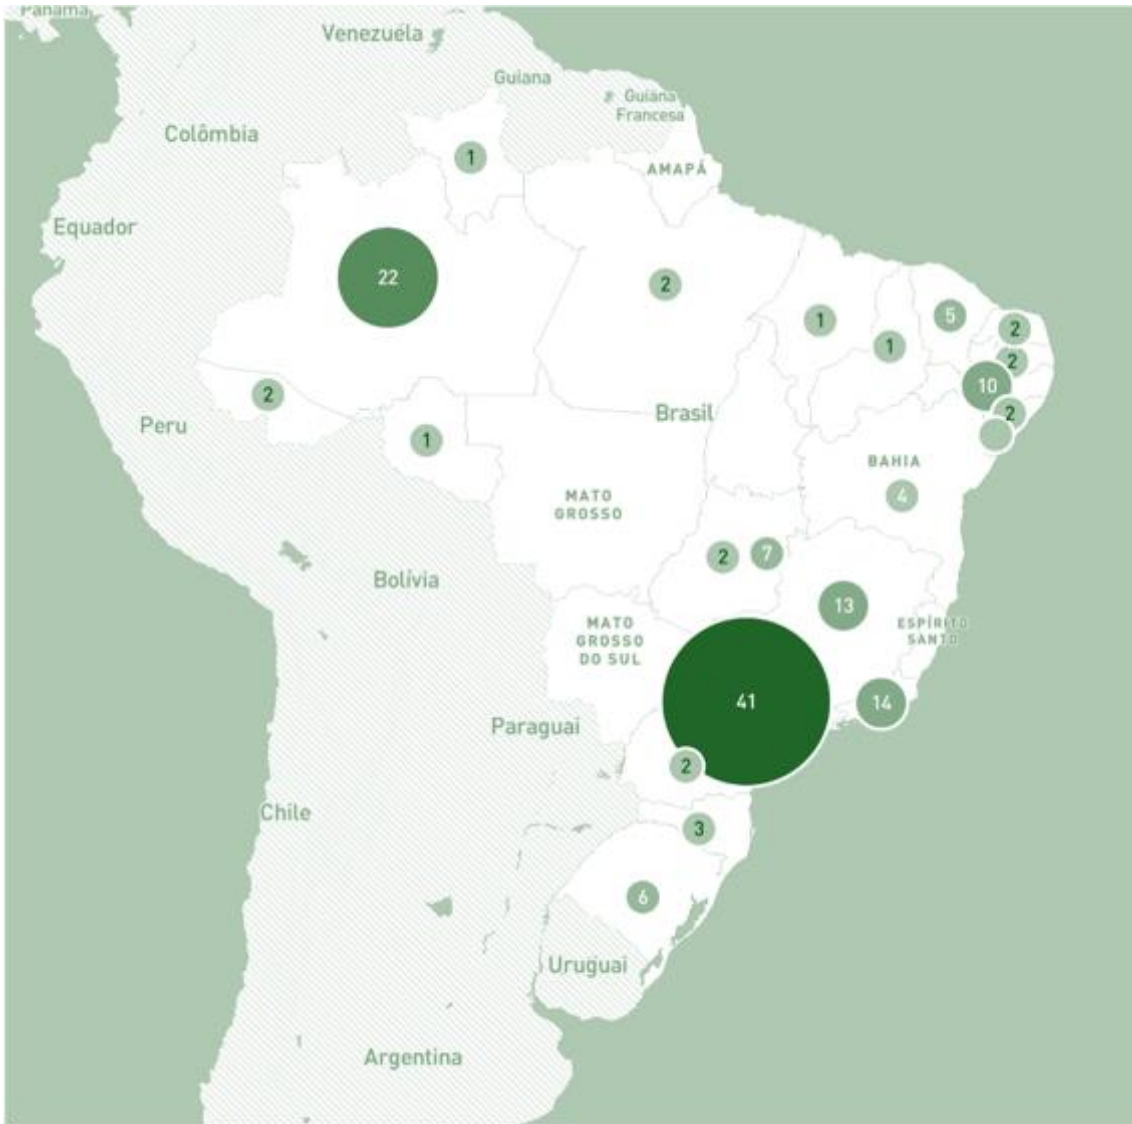 Panamá
Venezuela
Guiana
Guiana
Francesa
Colômbia
1
AMAPÁ
Equador
22
2
1
5
2
1
2
10
2
2
Peru
Brasil
1
BAHIA
4
MATO
GROSSO
2
7
Bolívia
13
MATO
GROSSO
DO SUL
ESPÍRITO
SANTO
41
14
Paraguai
2
Chile
3
6
Uruguai
Argentina